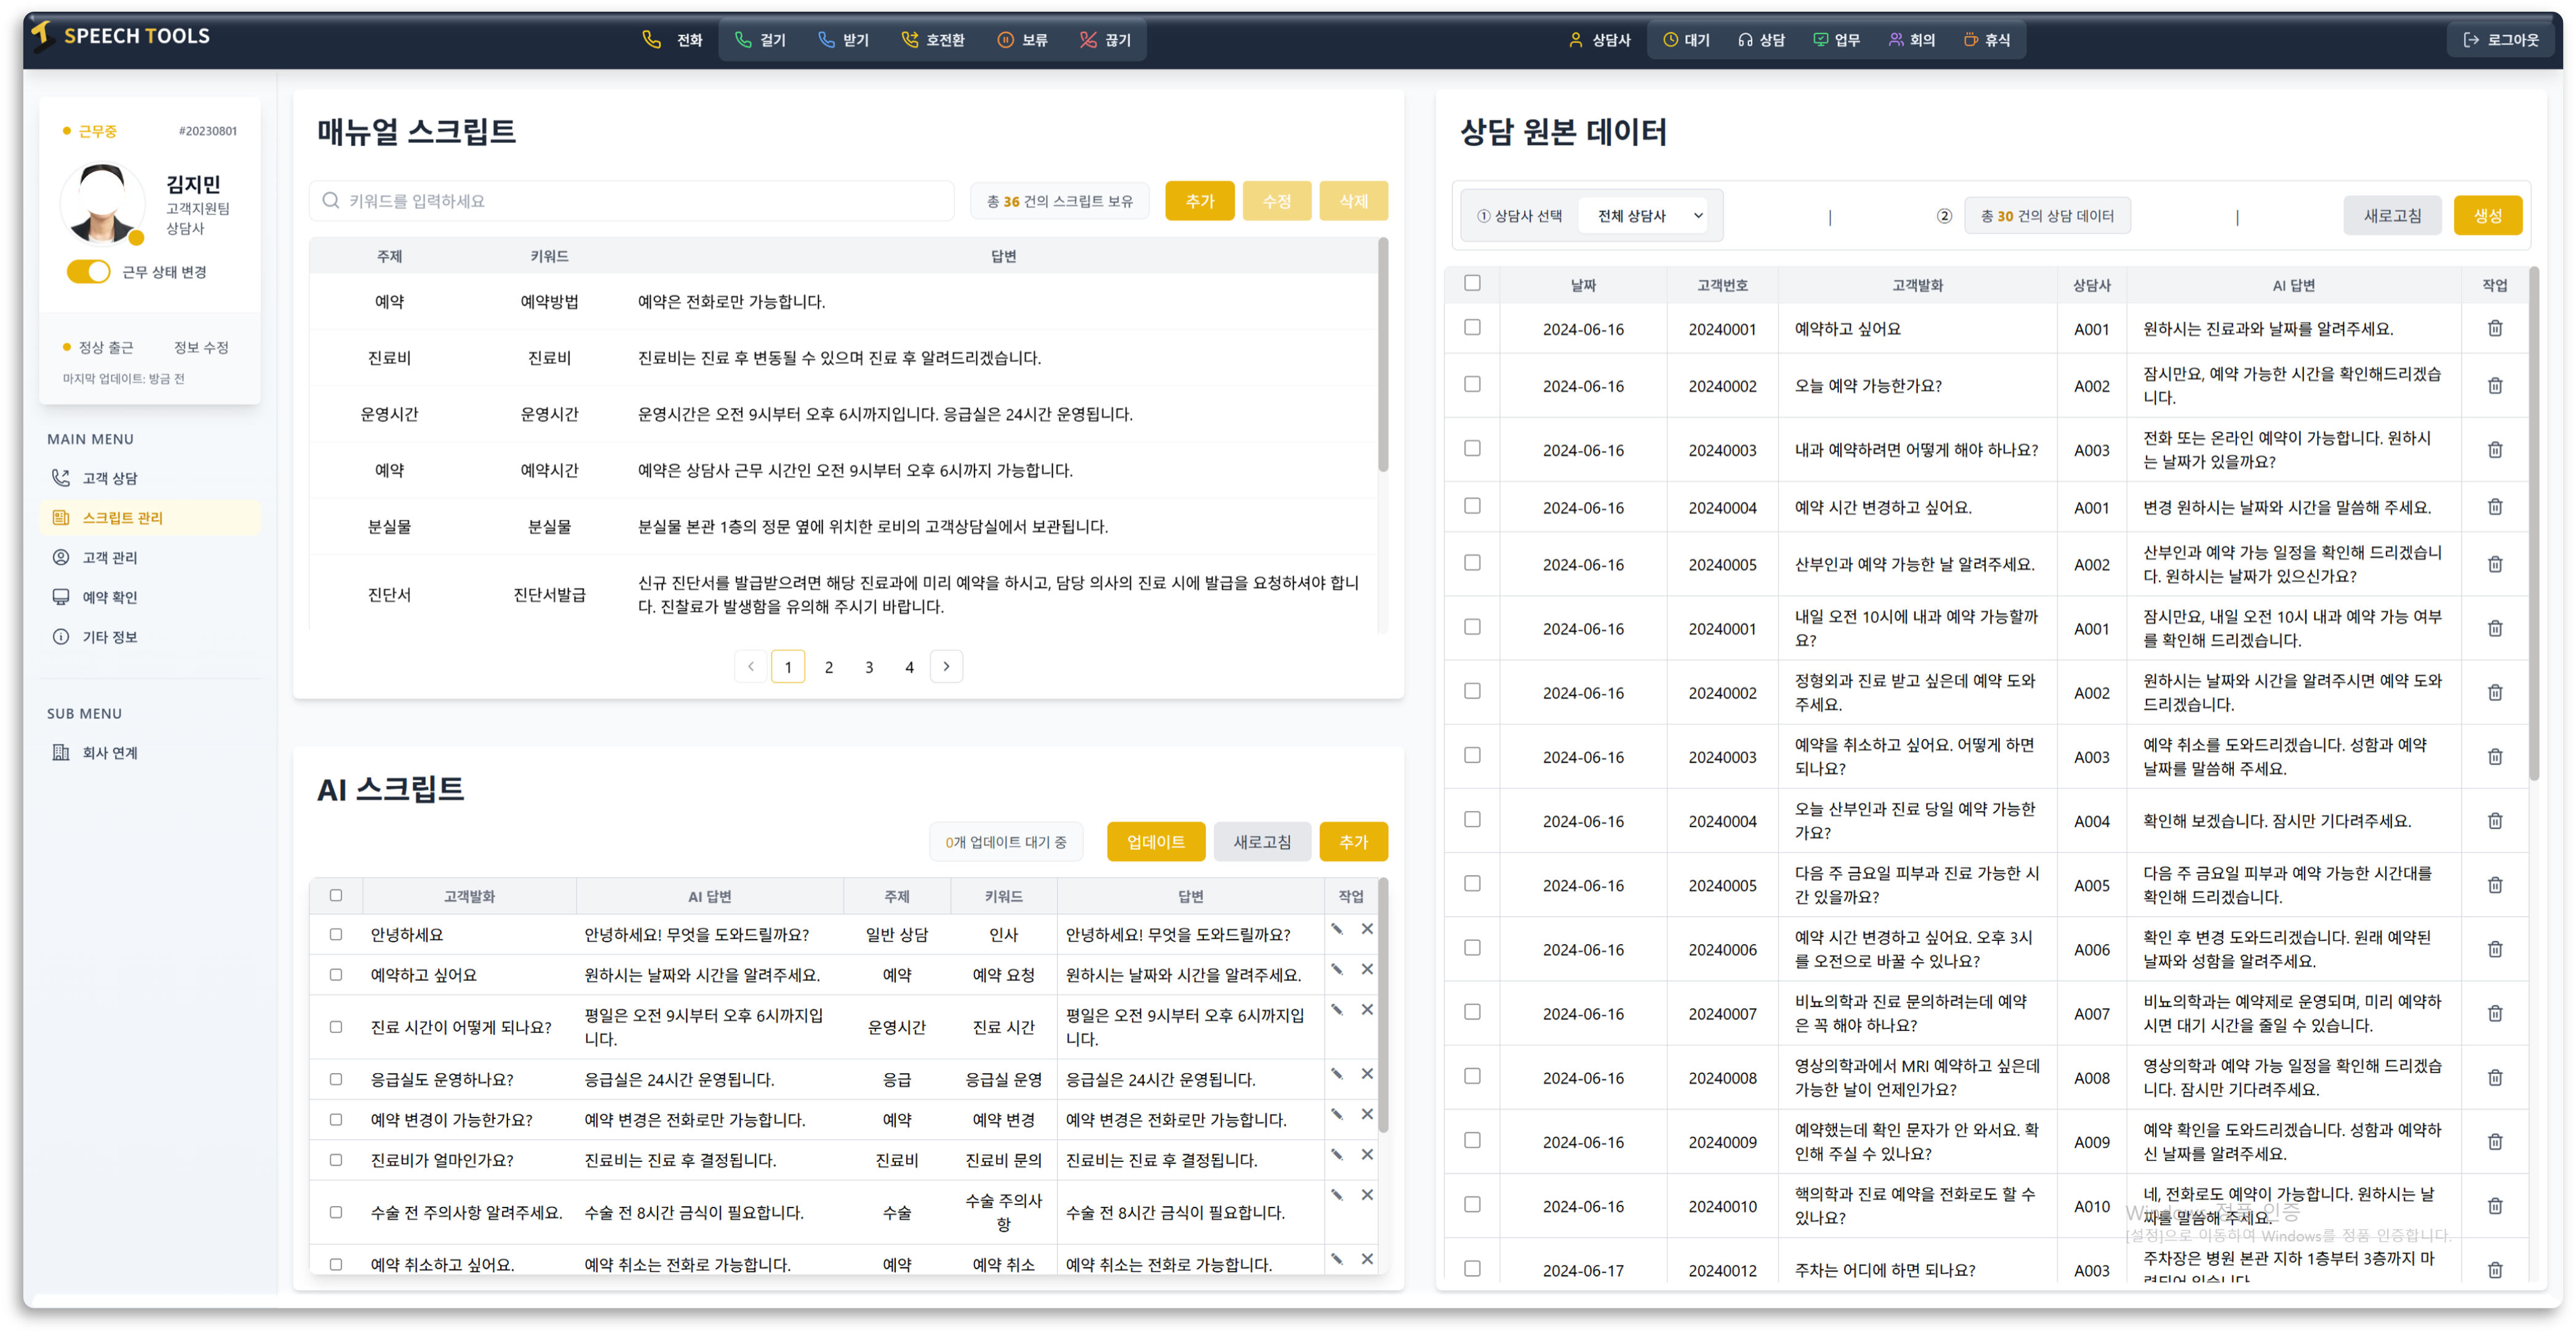 SPEECH TOOLS
전화
걸기
받기
호전환
보류
끊기
상담사
대기
상담
업무
회의
휴식
로그아웃
근무중
#20230801
김지민
고객지원팀
상담사
근무 상태 변경
정상 출근
정보 수정
마지막 업데이트: 방금 전
MAIN MENU
고객 상담
스크립트 관리
고객 관리
예약 확인
기타 정보
SUB MENU
회사 연계
매뉴얼 스크립트
키워드를 입력하세요
총 36 건의 스크립트 보유
추가
수정
삭제
주제 키워드 답변
예약 예약방법 예약은 전화로만 가능합니다.
진료비 진료비 진료비는 진료 후 변동될 수 있으며 진료 후 알려드리겠습니다.
운영시간 운영시간 운영시간은 오전 9시부터 오후 6시까지입니다. 응급실은 24시간 운영됩니다.
예약 예약시간 예약은 상담사 근무 시간인 오전 9시부터 오후 6시까지 가능합니다.
분실물 분실물 분실물 본관 1층의 정문 옆에 위치한 로비의 고객상담실에서 보관됩니다.
진단서 진단서발급 신규 진단서를 발급받으려면 해당 진료과에 미리 예약을 하시고, 담당 의사의 진료 시에 발급을 요청하셔야 합니
다. 진찰료가 발생함을 유의해 주시기 바랍니다.
1 2 3 4
AI 스크립트
0개 업데이트 대기 중
업데이트
새로고침
추가
고객발화 AI 답변 주제 키워드 답변 작업
안녕하세요 안녕하세요! 무엇을 도와드릴까요? 일반 상담 인사 안녕하세요! 무엇을 도와드릴까요?
예약하고 싶어요 원하시는 날짜와 시간을 알려주세요. 예약 예약 요청 원하시는 날짜와 시간을 알려주세요.
진료 시간이 어떻게 되나요? 평일은 오전 9시부터 오후 6시까지입
니다. 운영시간 진료 시간 평일은 오전 9시부터 오후 6시까지입
니다.
응급실도 운영하나요? 응급실은 24시간 운영됩니다. 응급 응급실 운영 응급실은 24시간 운영됩니다.
예약 변경이 가능한가요? 예약 변경은 전화로만 가능합니다. 예약 예약 변경 예약 변경은 전화로만 가능합니다.
진료비가 얼마인가요? 진료비는 진료 후 결정됩니다. 진료비 진료비 문의 진료비는 진료 후 결정됩니다.
수술 전 주의사항 알려주세요. 수술 전 8시간 금식이 필요합니다. 수술 수술 주의사
항 수술 전 8시간 금식이 필요합니다.
예약 취소하고 싶어요. 예약 취소는 전화로 가능합니다. 예약 예약 취소 예약 취소는 전화로 가능합니다.
상담 원본 데이터
① 상담사 선택
전체 상담사
|
②
총 30 건의 상담 데이터
|
새로고침
생성
날짜 고객번호 고객발화 상담사 AI 답변 작업
2024-06-16 20240001 예약하고 싶어요 A001 원하시는 진료과와 날짜를 알려주세요.
2024-06-16 20240002 오늘 예약 가능한가요? A002 잠시만요, 예약 가능한 시간을 확인해드리겠습
니다.
2024-06-16 20240003 내과 예약하려면 어떻게 해야 하나요? A003 전화 또는 온라인 예약이 가능합니다. 원하시
는 날짜가 있을까요?
2024-06-16 20240004 예약 시간 변경하고 싶어요. A001 변경 원하시는 날짜와 시간을 말씀해 주세요.
2024-06-16 20240005 산부인과 예약 가능한 날 알려주세요. A002 산부인과 예약 가능 일정을 확인해 드리겠습니
다. 원하시는 날짜가 있으신가요?
2024-06-16 20240001 내일 오전 10시에 내과 예약 가능할까
요? A001 잠시만요, 내일 오전 10시 내과 예약 가능 여부
를 확인해 드리겠습니다.
2024-06-16 20240002 정형외과 진료 받고 싶은데 예약 도와
주세요. A002 원하시는 날짜와 시간을 알려주시면 예약 도와
드리겠습니다.
2024-06-16 20240003 예약을 취소하고 싶어요. 어떻게 하면
되나요? A003 예약 취소를 도와드리겠습니다. 성함과 예약
날짜를 말씀해 주세요.
2024-06-16 20240004 오늘 산부인과 진료 당일 예약 가능한
가요? A004 확인해 보겠습니다. 잠시만 기다려주세요.
2024-06-16 20240005 다음 주 금요일 피부과 진료 가능한 시
간 있을까요? A005 다음 주 금요일 피부과 예약 가능한 시간대를
확인해 드리겠습니다.
2024-06-16 20240006 예약 시간 변경하고 싶어요. 오후 3시
를 오전으로 바꿀 수 있나요? A006 확인 후 변경 도와드리겠습니다. 원래 예약된
날짜와 성함을 알려주세요.
2024-06-16 20240007 비뇨의학과 진료 문의하려는데 예약
은 꼭 해야 하나요? A007 비뇨의학과는 예약제로 운영되며, 미리 예약하
시면 대기 시간을 줄일 수 있습니다.
2024-06-16 20240008 영상의학과에서 MRI 예약하고 싶은데
가능한 날이 언제인가요? A008 영상의학과 예약 가능 일정을 확인해 드리겠습
니다. 잠시만 기다려주세요.
2024-06-16 20240009 예약했는데 확인 문자가 안 와서요. 확
인해 주실 수 있나요? A009 예약 확인을 도와드리겠습니다. 성함과 예약하
신 날짜를 알려주세요.
2024-06-16 20240010 핵의학과 진료 예약을 전화로도 할 수
있나요? A010 네, 전화로도 예약이 가능합니다. 원하시는 날
짜를 말씀해 주세요.
Windows 정품 인증
[설정]으로 이동하여 Windows를 정품 인증합니다.
2024-06-17 20240012 주차는 어디에 하면 되나요? A003 주차장은 병원 본관 지하 1층부터 3층까지 마